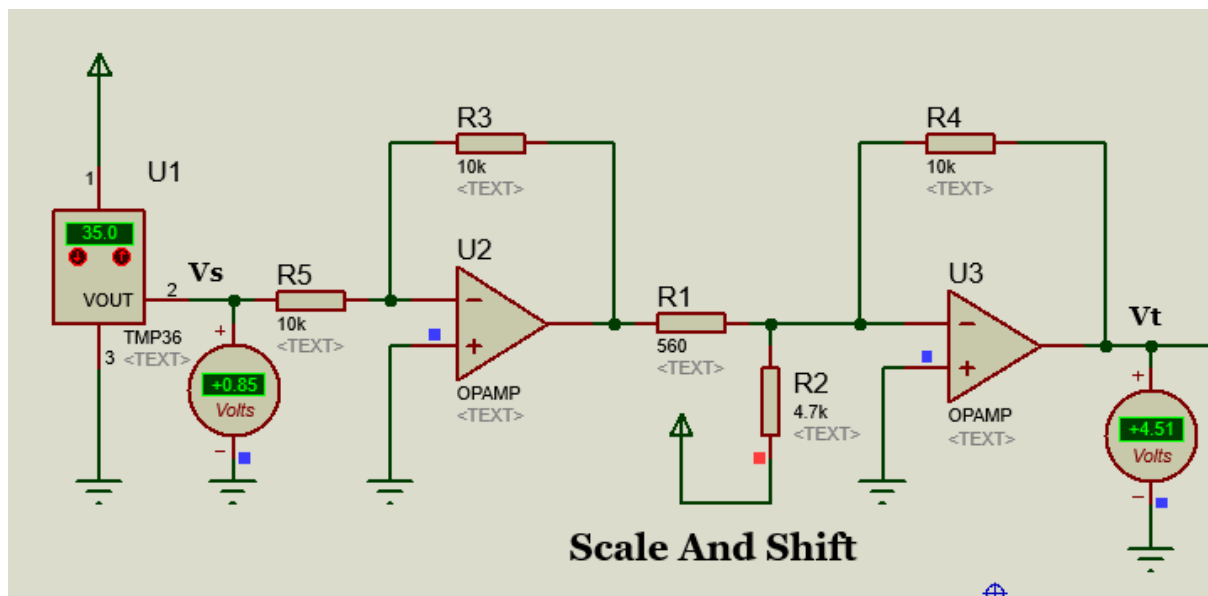 R3
10k
<TEXT>
R4
10k
<TEXT>
1
U1
35.0
VOUT
2
Vs
TMP36
<TEXT>
3
R5
10k
<TEXT>
+
+0.85
Volts
−
U2
−
+
OPAMP
<TEXT>
R1
560
<TEXT>
R2
4.7k
<TEXT>
U3
−
+
OPAMP
<TEXT>
Vt
+
+4.51
Volts
−
Scale And Shift